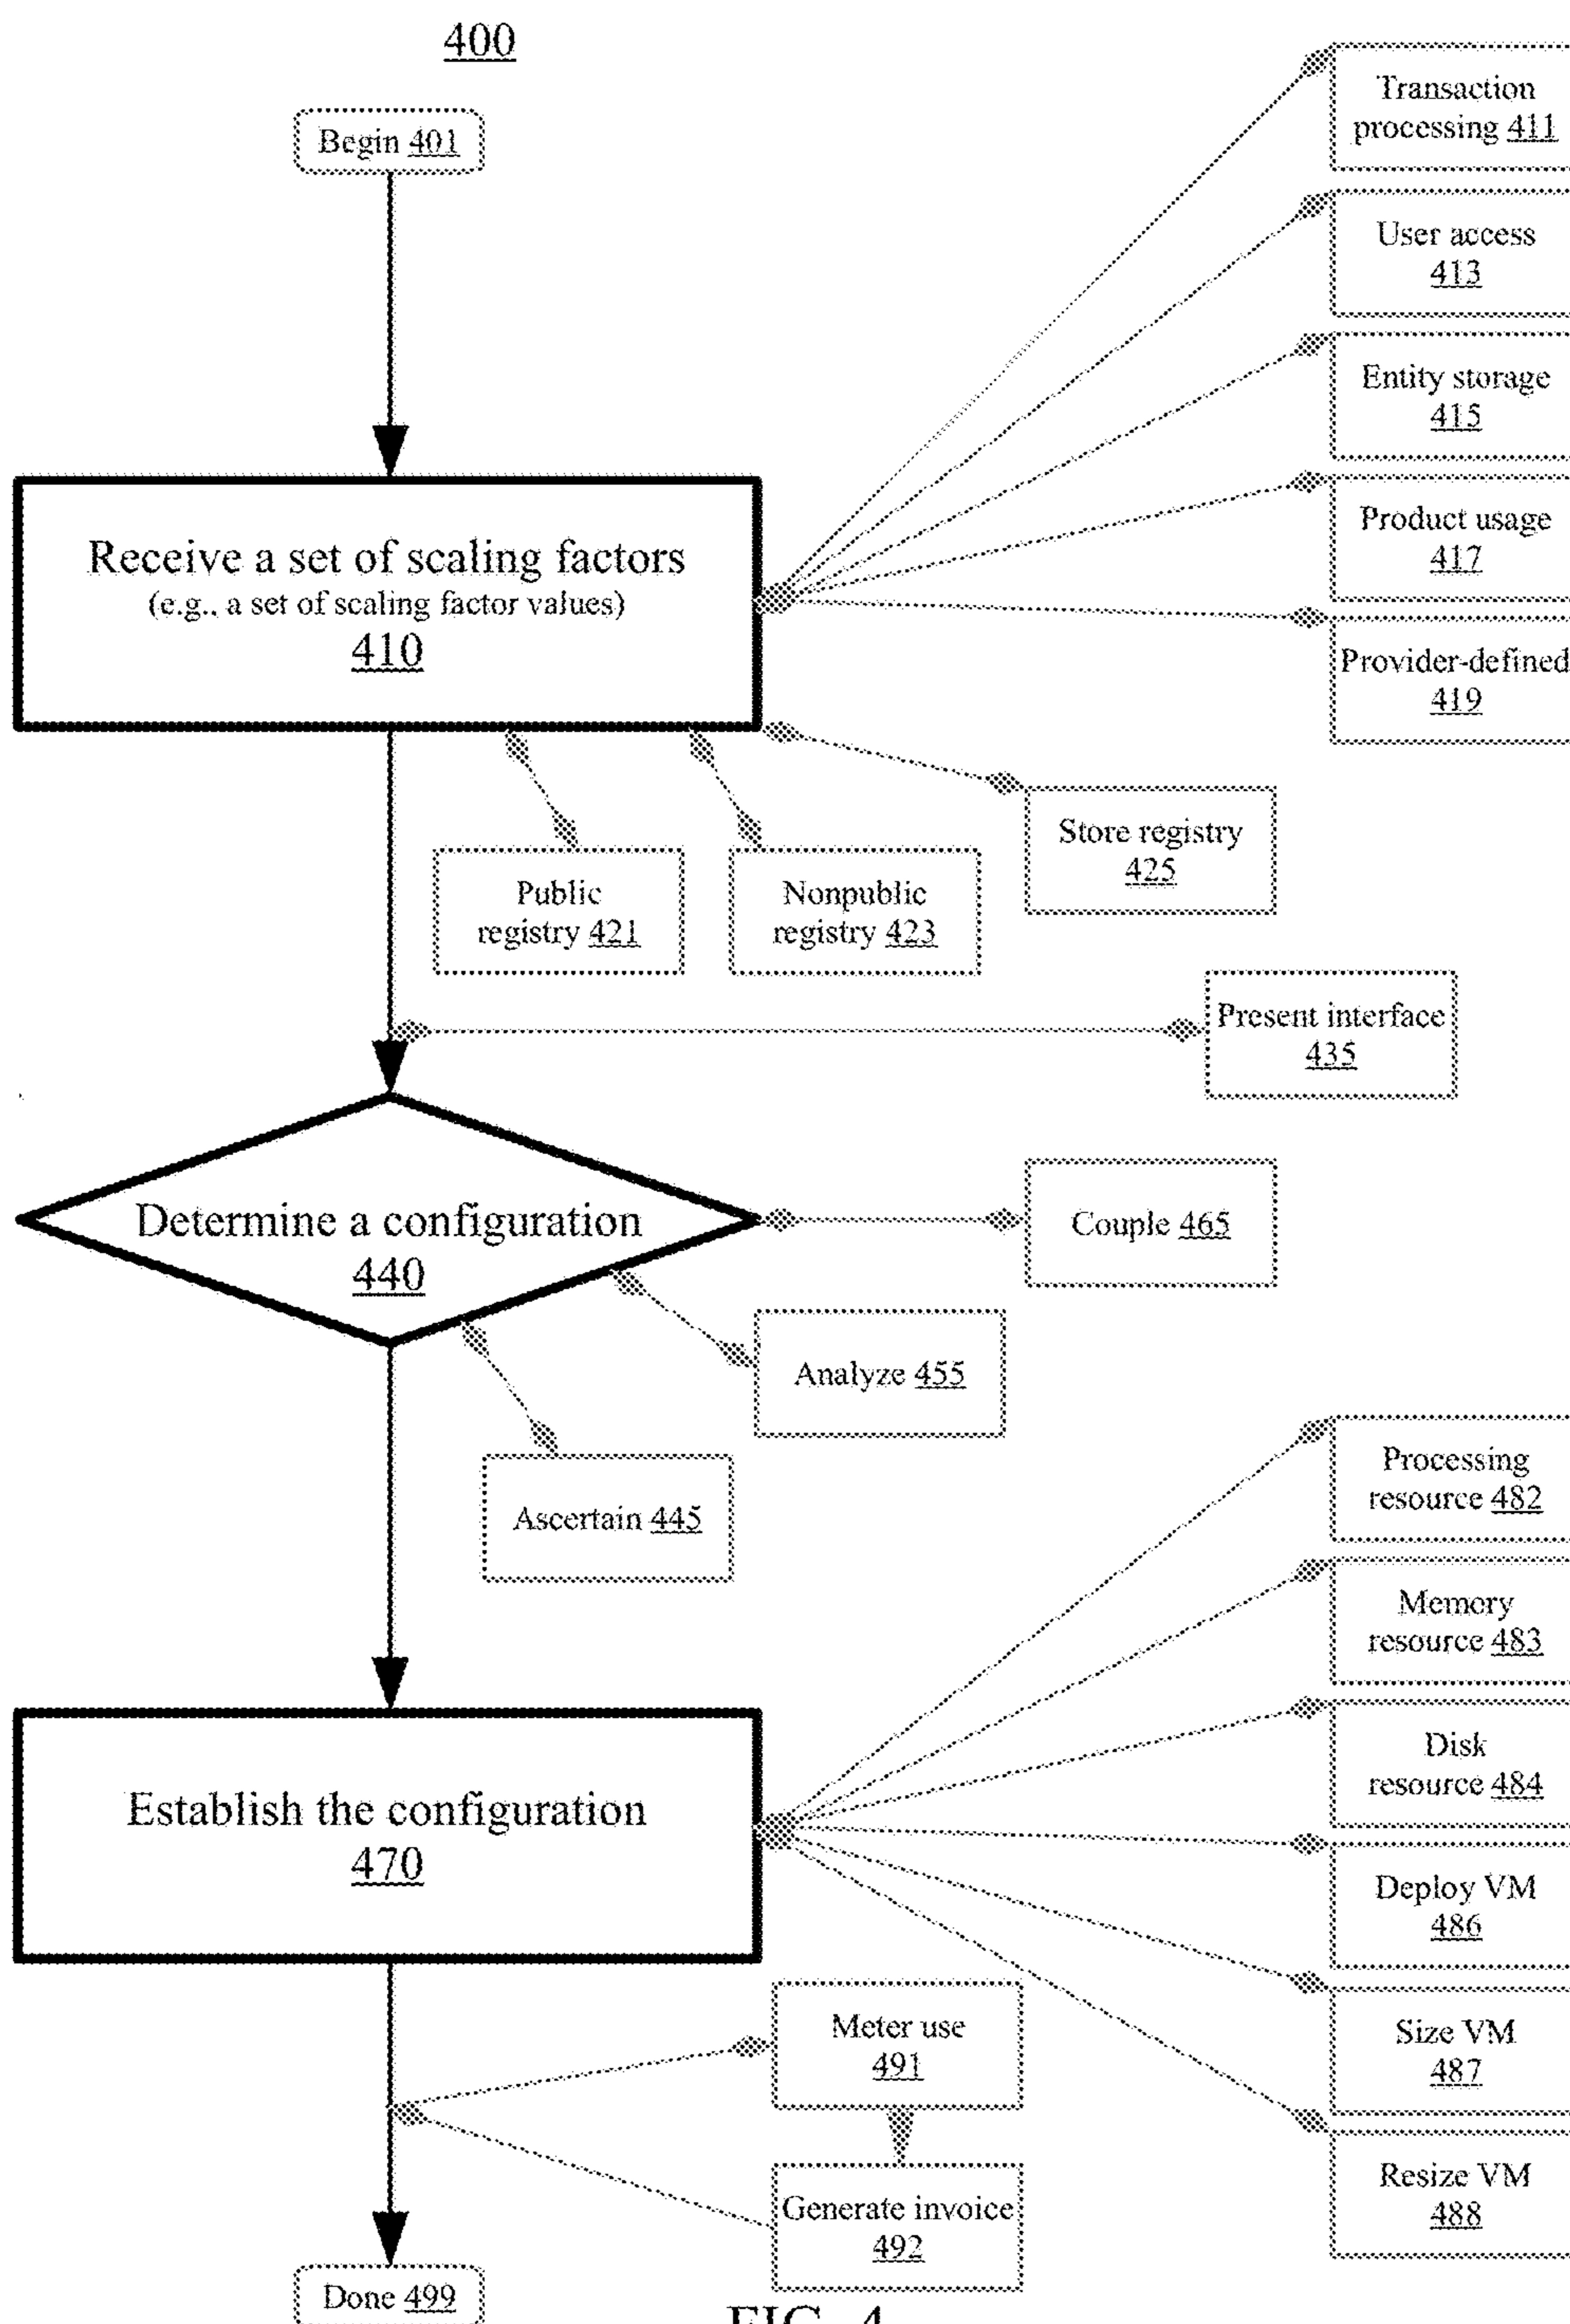 400
Begin 401
Transaction
processing 411
User access
413
Entity storage
415
Product usage
417
Provider-defined
419
Receive a set of scaling factors
(e.g., a set of scaling factor values)
410
Store registry
425
Public
registry 421
Nonpublic
registry 423
Present interface
435
Determine a configuration
440
Couple 465
Analyze 455
Ascertain 445
Processing
resource 482
Memory
resource 483
Disk
resource 484
Deploy VM
486
Size VM
487
Resize VM
488
Establish the configuration
470
Meter use
491
Generate invoice
492
Done 499
FIG. 4